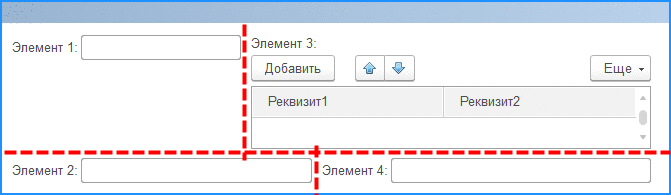 Элемент 1:
Элемент 3:
Добавить
Еще
Реквизит1
Реквизит2
Элемент 2:
Элемент 4: